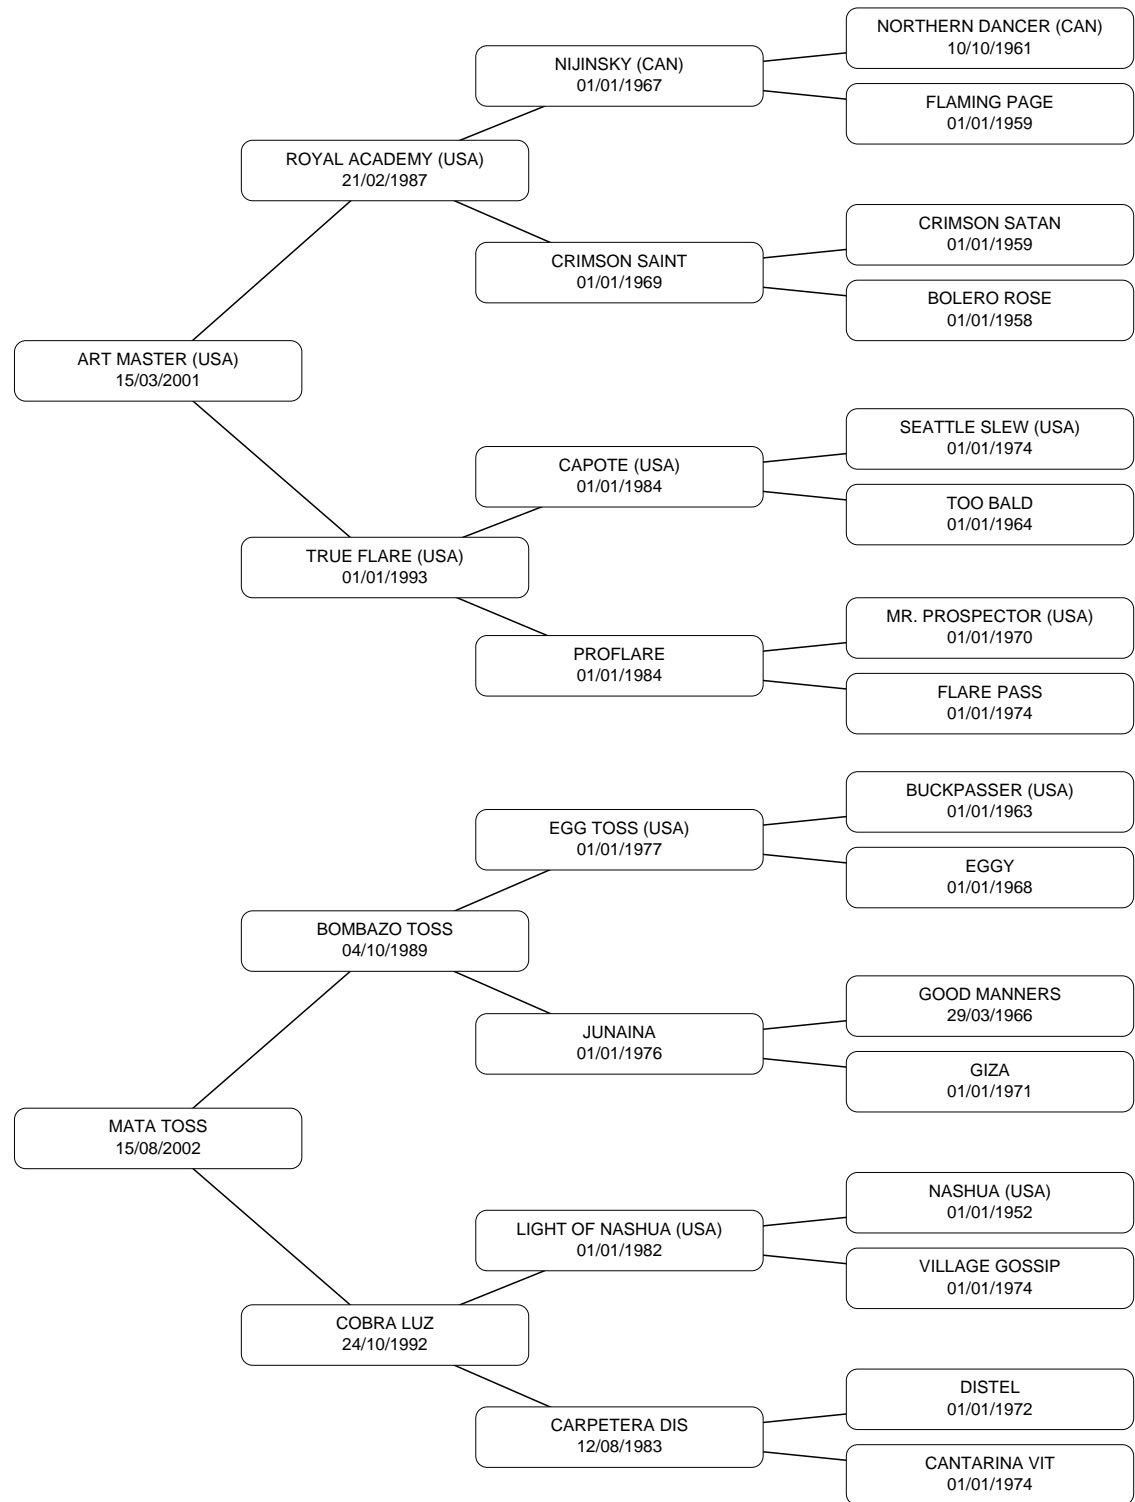 NORTHERN DANCER (CAN)
10/10/1961
NIJINSKY (CAN)
01/01/1967
FLAMING PAGE
01/01/1959
ROYAL ACADEMY (USA)
21/02/1987
CRIMSON SATAN
01/01/1959
CRIMSON SAINT
01/01/1969
BOLERO ROSE
01/01/1958
ART MASTER (USA)
15/03/2001
SEATTLE SLEW (USA)
01/01/1974
CAPOTE (USA)
01/01/1984
TOO BALD
01/01/1964
TRUE FLARE (USA)
01/01/1993
MR. PROSPECTOR (USA)
01/01/1970
PROFLARE
01/01/1984
FLARE PASS
01/01/1974
BUCKPASSER (USA)
01/01/1963
EGG TOSS (USA)
01/01/1977
EGGY
01/01/1968
BOMBAZO TOSS
04/10/1989
GOOD MANNERS
29/03/1966
JUNAINA
01/01/1976
GIZA
01/01/1971
MATA TOSS
15/08/2002
NASHUA (USA)
01/01/1952
LIGHT OF NASHUA (USA)
01/01/1982
VILLAGE GOSSIP
01/01/1974
COBRA LUZ
24/10/1992
DISTEL
01/01/1972
CARPETERA DIS
12/08/1983
CANTARINA VIT
01/01/1974